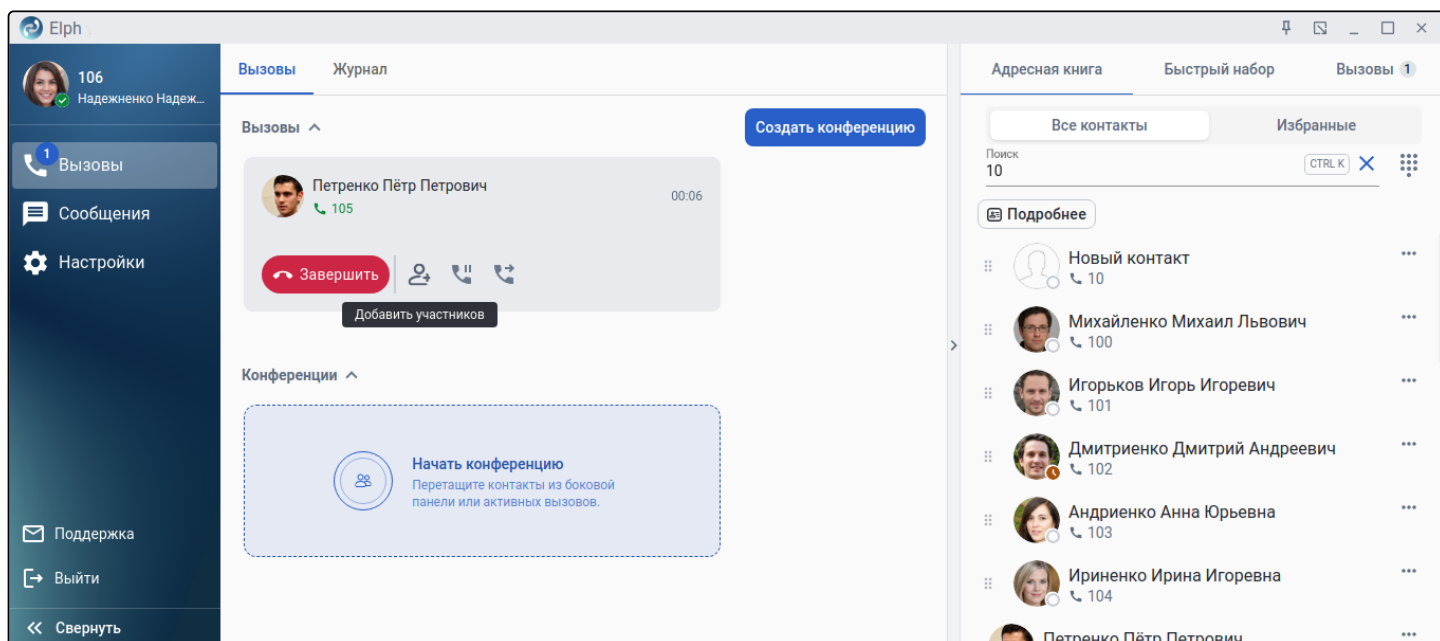 Elph
106
Надежненко Надеж...
1
Вызовы
Сообщения
Настройки
Поддержка
Выйти
Свернуть
Вызовы
Журнал
Вызовы
Создать конференцию
Петренко Пётр Петрович
105
00:06
Завершить
Добавить участников
Конференции
Начать конференцию
Перетащите контакты из боковой
панели или активных вызовов.
Адресная книга
Быстрый набор
Вызовы 1
Все контакты
Избранные
Поиск
10
CTRL K
Подробнее
Новый контакт
10
Михайленко Михаил Львович
100
Игорьков Игорь Игоревич
101
Дмитриенко Дмитрий Андреевич
102
Андриенко Анна Юрьевна
103
Ириненко Ирина Игоревна
104
Петренко Пётр Петрович